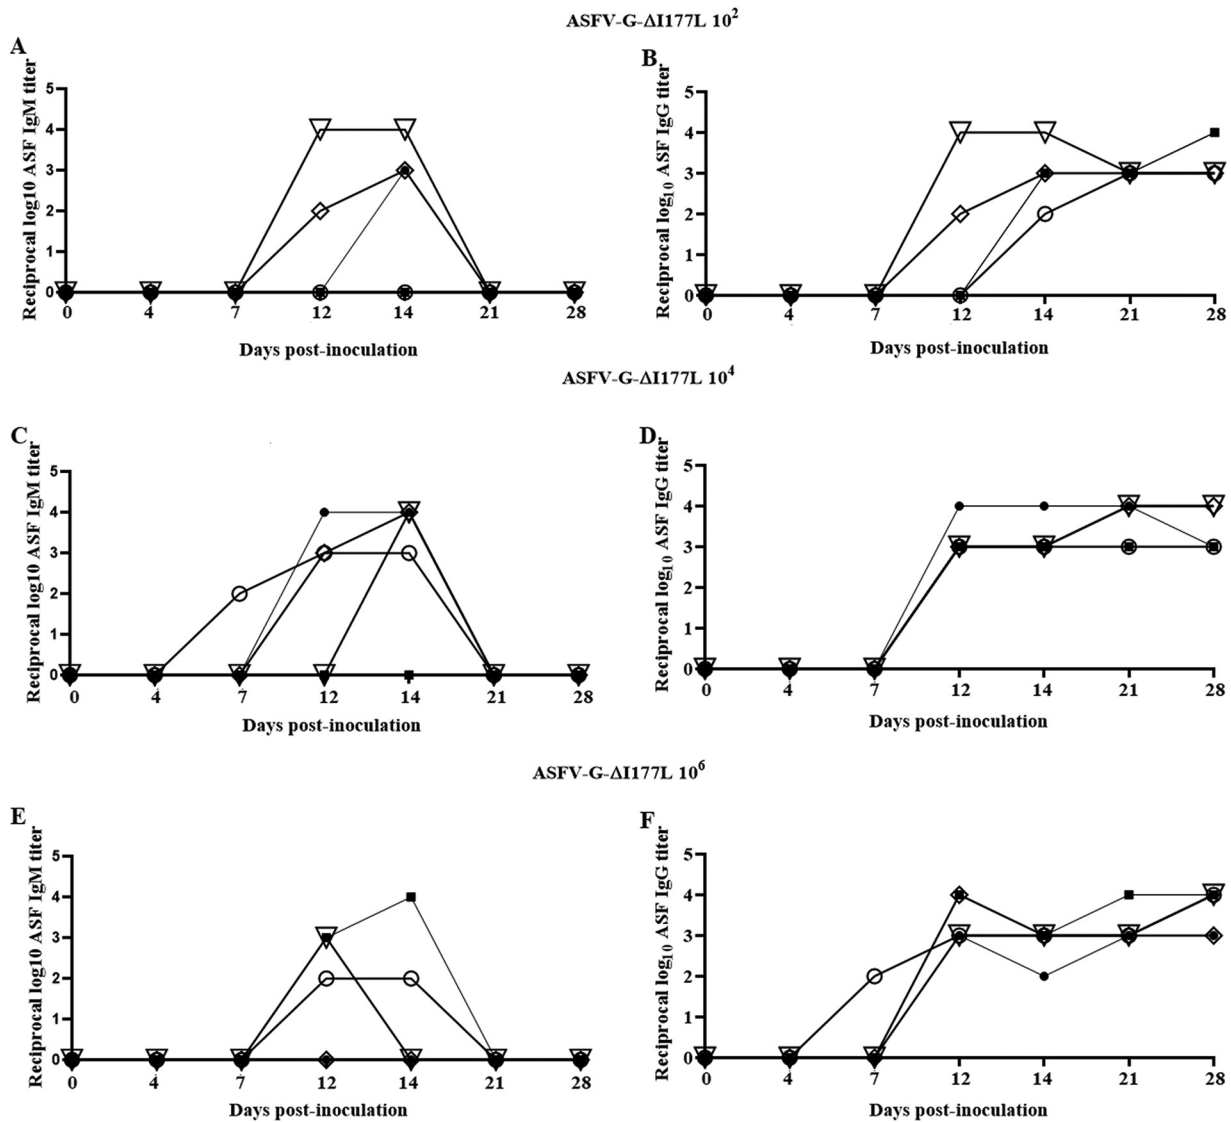 ASFV-G-ΔI177L 10²
A
Reciprocal log10 ASF IgM titer
5
4
3
2
1
0
0 4 7 12 14 21 28
Days post-inoculation
B
Reciprocal log₁₀ ASF IgG titer
5
4
3
2
1
0
0 4 7 12 14 21 28
Days post-inoculation
ASFV-G-ΔI177L 10⁴
C
Reciprocal log10 ASF IgM titer
5
4
3
2
1
0
0 4 7 12 14 21 28
Days post-inoculation
D
Reciprocal log₁₀ ASF IgG titer
5
4
3
2
1
0
0 4 7 12 14 21 28
Days post-inoculation
ASFV-G-ΔI177L 10⁶
E
Reciprocal log10 ASF IgM titer
5
4
3
2
1
0
0 4 7 12 14 21 28
Days post-inoculation
F
Reciprocal log₁₀ ASF IgG titer
5
4
3
2
1
0
0 4 7 12 14 21 28
Days post-inoculation